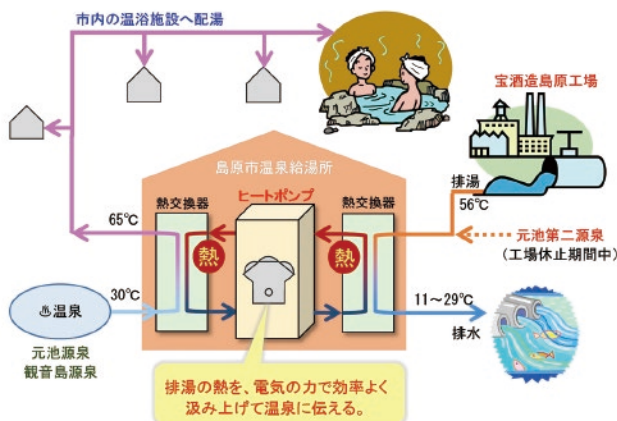 市内の温浴施設へ配湯
宝酒造島原工場
島原市温泉給湯所
排湯
56℃
熱交換器
ヒートポンプ
熱交換器
65℃
熱
熱
元池第二源泉
(工場休止期間中)
30℃
11~29℃
♨温泉
排水
元池源泉
観音島源泉
排湯の熱を、電気の力で効率よく
汲み上げて温泉に伝える。